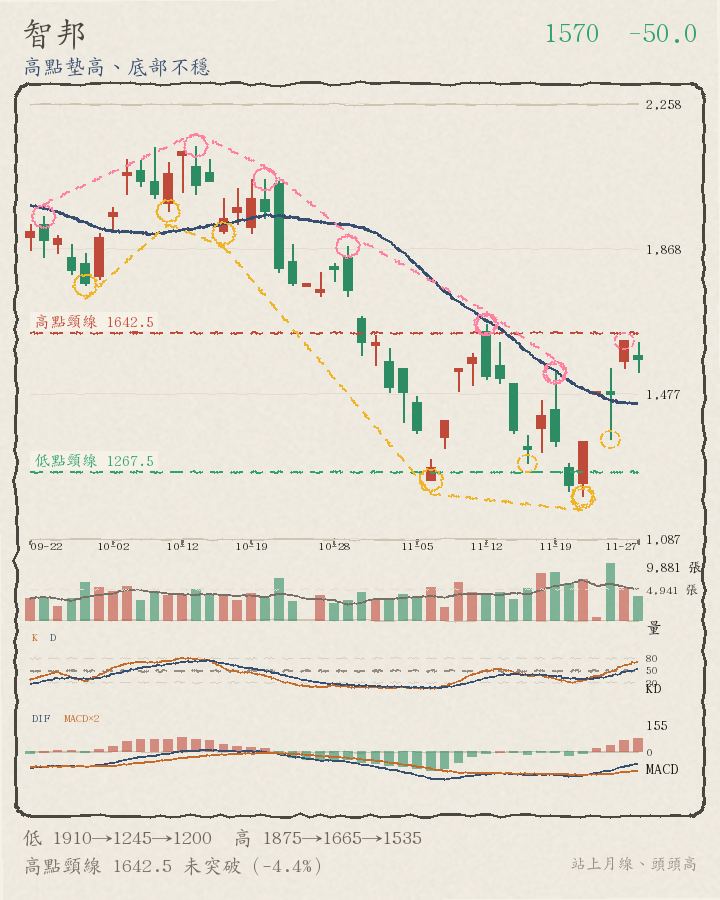 智邦
1570 -50.0
高點墊高、底部不穩
2,258
1,868
高點頸線 1642.5
1,477
低點頸線 1267.5
1,087
09-22 10-02 10-12 10-19 10-28 11-05 11-12 11-19 11-27
9,881 張
4,941 張
量
K D
80
50
20
KD
DIF MACD×2
155
0
MACD
低 1910→1245→1200 高 1875→1665→1535
高點頸線 1642.5 未突破 (-4.4%)
站上月線、頭頭高